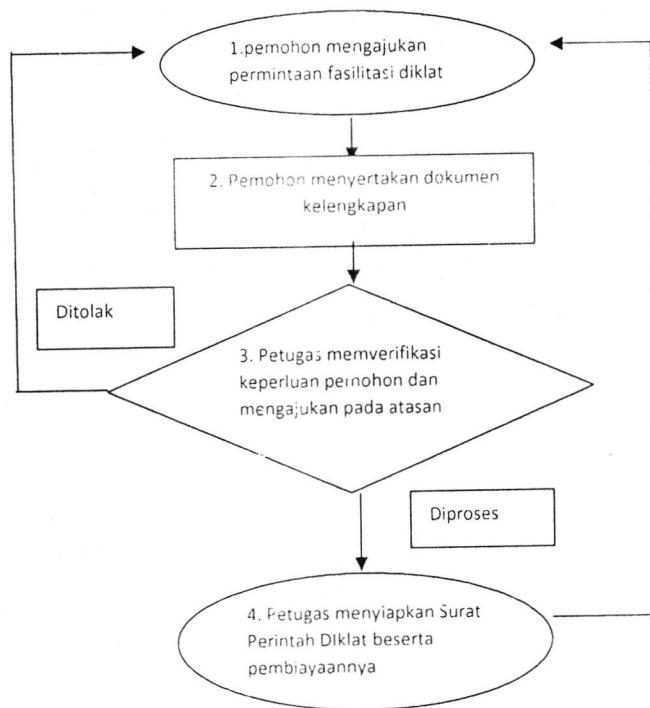 1.pemohon mengajukan
permintaan fasilitasi diklat
2. Pemohon menyertakan dokumen
kelengkapan
Ditolak
3. Petugas memverifikasi
keperluan pemohon dan
mengajukan pada atasan
Diproses
4. Petugas menyiapkan Surat
Perintah DIklat beserta
pembiayaannya